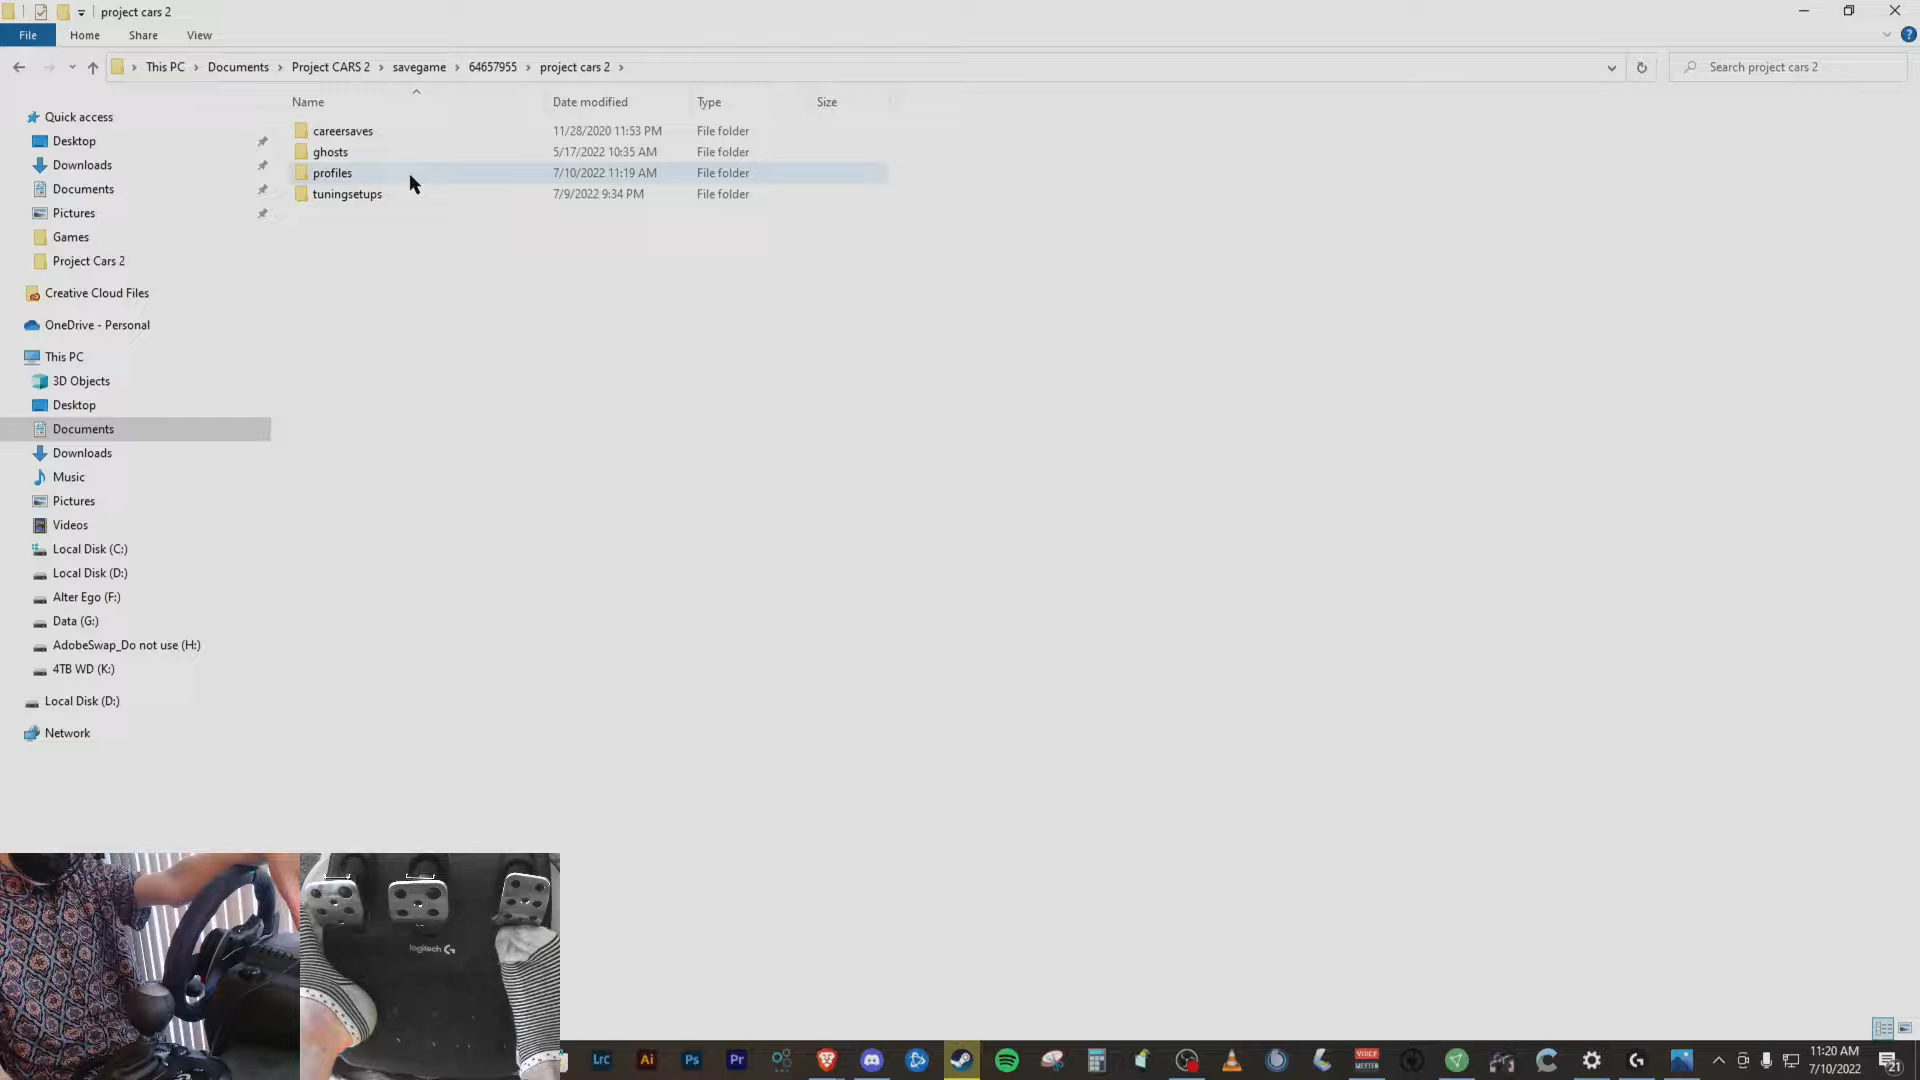 project cars 2
File Home Share View
This PC Documents Project CARS 2 savegame 64657955 project cars 2
Search project cars 2
Name Date modified Type Size
careersaves 11/28/2020 11:53 PM File folder
ghosts 5/17/2022 10:35 AM File folder
profiles 7/10/2022 11:19 AM File folder
tuningsetups 7/9/2022 9:34 PM File folder
Quick access
Desktop
Downloads
Documents
Pictures
Games
Project Cars 2
Creative Cloud Files
OneDrive - Personal
This PC
3D Objects
Desktop
Documents
Downloads
Music
Pictures
Videos
Local Disk (C:)
Local Disk (D:)
Alter Ego (F:)
Data (G:)
AdobeSwap_Do not use (H:)
4TB WD (K:)
Local Disk (D:)
Network
logitech G
Lrc Ai Ps Pr VOICE MEETER
11:20 AM
7/10/2022
21